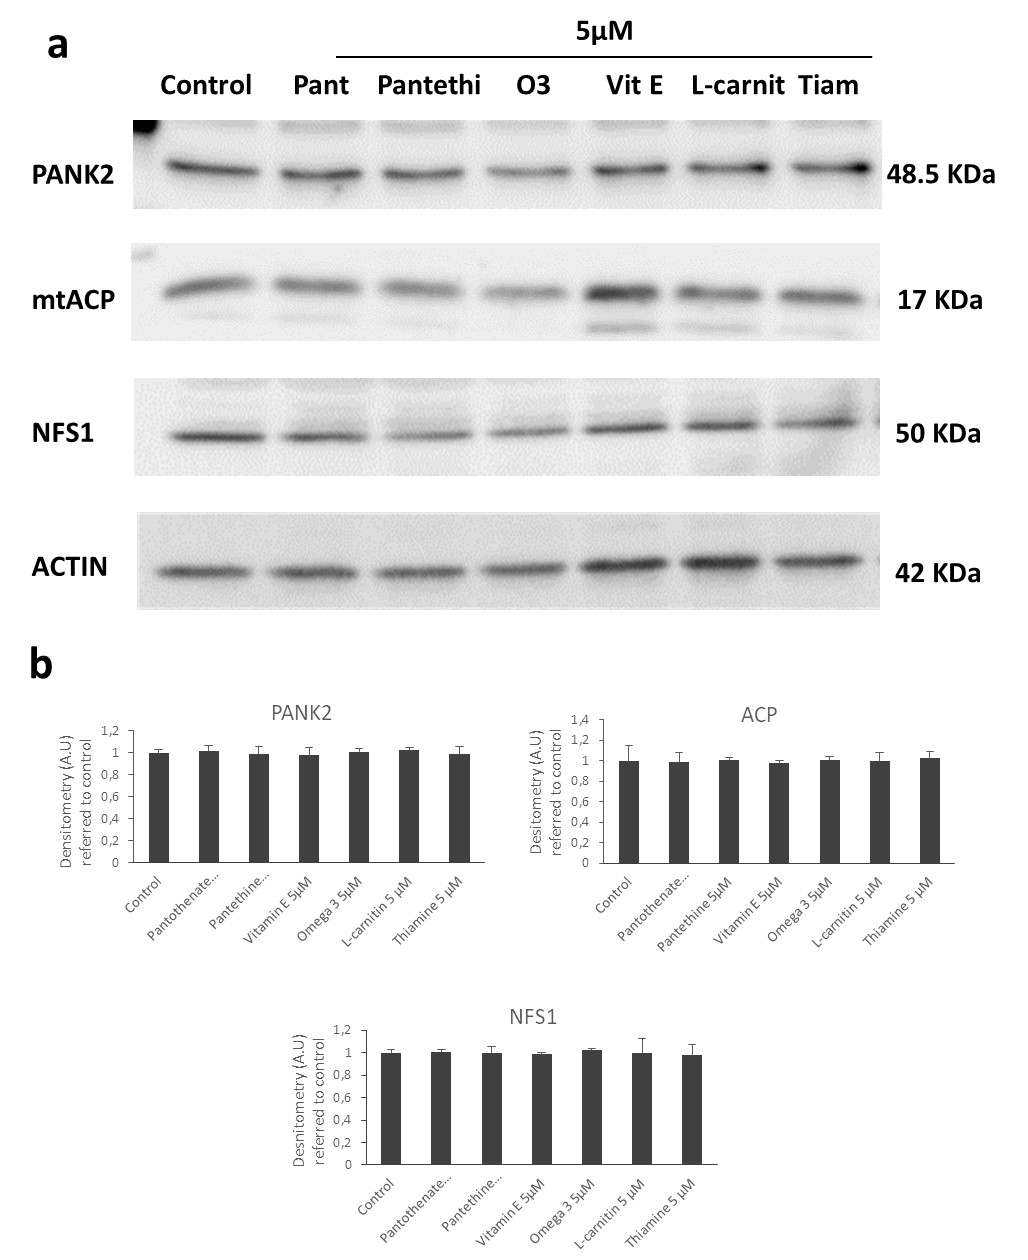 a
5µM
Control Pant Pantethi O3 Vit E L-carnit Tiam
PANK2 48.5 KDa
mtACP 17 KDa
NFS1 50 KDa
ACTIN 42 KDa
b
PANK2
Densitometry (A.U)
referred to control
1,2
1
0,8
0,6
0,4
0,2
0
Control
Pantothenate...
Pantethine...
Vitamin E 5µM
Omega 3 5µM
L-carnitin 5 µM
Thiamine 5 µM
ACP
Desitometry (A.U)
referred to control
1,4
1,2
1
0,8
0,6
0,4
0,2
0
Control
Pantothenate...
Pantethine 5µM
Vitamin E 5µM
Omega 3 5µM
L-carnitin 5 µM
Thiamine 5 µM
NFS1
Desnitometry (A.U)
referred to control
1,2
1
0,8
0,6
0,4
0,2
0
Control
Pantothenate...
Pantethine...
Vitamin E 5µM
Omega 3 5µM
L-carnitin 5 µM
Thiamine 5 µM